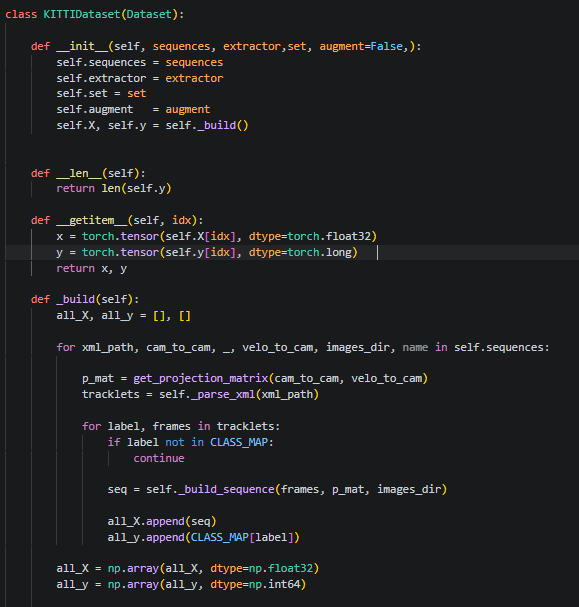 class KITTIDataset(Dataset):
def __init__(self, sequences, extractor,set, augment=False,):
self.sequences = sequences
self.extractor = extractor
self.set = set
self.augment   = augment
self.X, self.y = self._build()
def __len__(self):
return len(self.y)
def __getitem__(self, idx):
x = torch.tensor(self.X[idx], dtype=torch.float32)
y = torch.tensor(self.y[idx], dtype=torch.long)
return x, y
def _build(self):
all_X, all_y = [], []
for xml_path, cam_to_cam, _, velo_to_cam, images_dir, name in self.sequences:
p_mat = get_projection_matrix(cam_to_cam, velo_to_cam)
tracklets = self._parse_xml(xml_path)
for label, frames in tracklets:
if label not in CLASS_MAP:
continue
seq = self._build_sequence(frames, p_mat, images_dir)
all_X.append(seq)
all_y.append(CLASS_MAP[label])
all_X = np.array(all_X, dtype=np.float32)
all_y = np.array(all_y, dtype=np.int64)